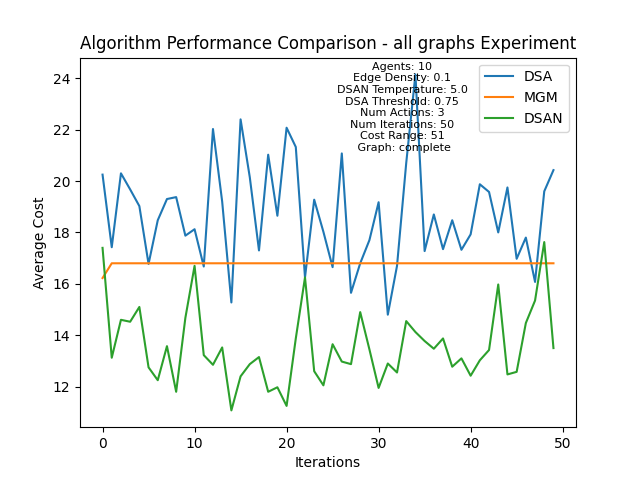 Algorithm Performance Comparison - all graphs Experiment
Agents: 10
Edge Density: 0.1
DSAN Temperature: 5.0
DSA Threshold: 0.75
Num Actions: 3
Num Iterations: 50
Cost Range: 51
Graph: complete
DSA
MGM
DSAN
Average Cost
24
22
20
18
16
14
12
0
10
20
30
40
50
Iterations